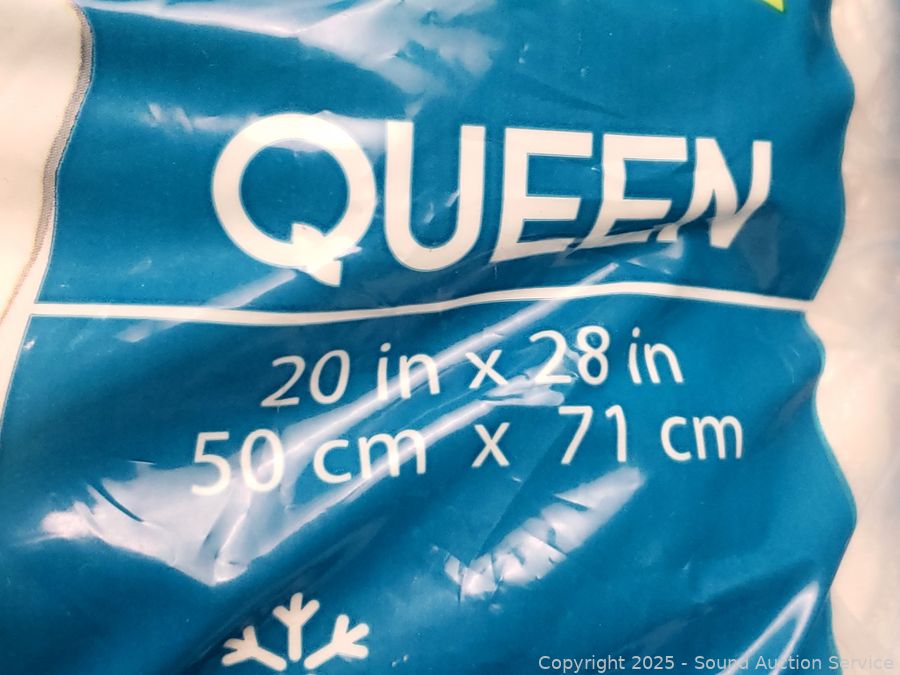 QUEEN
20 in x 28 in
50 cm x 71 cm
Copyright 2025 - Sound Auction Service